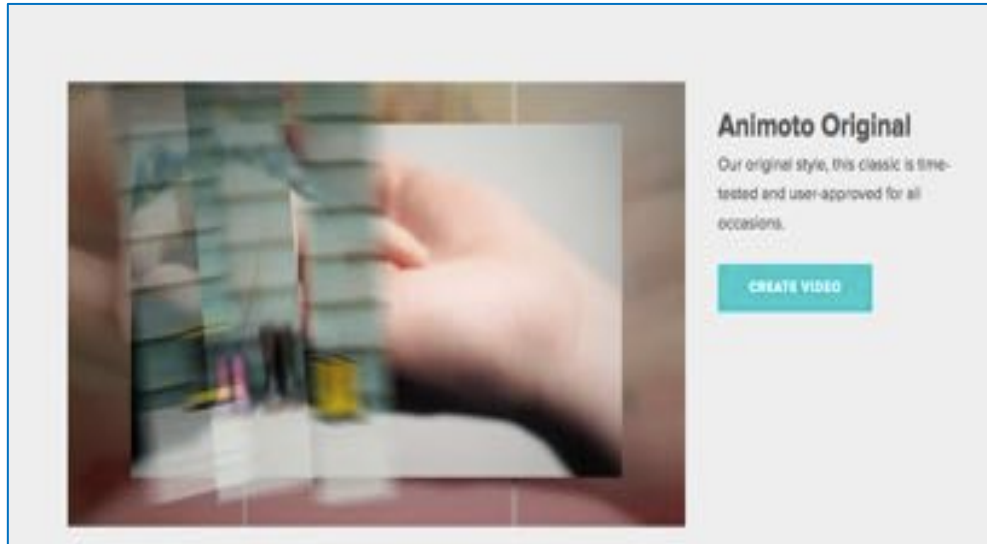 Animoto Original
Our original style, this classic is time-
tested and user-approved for all
occasions.
CREATE VIDEO